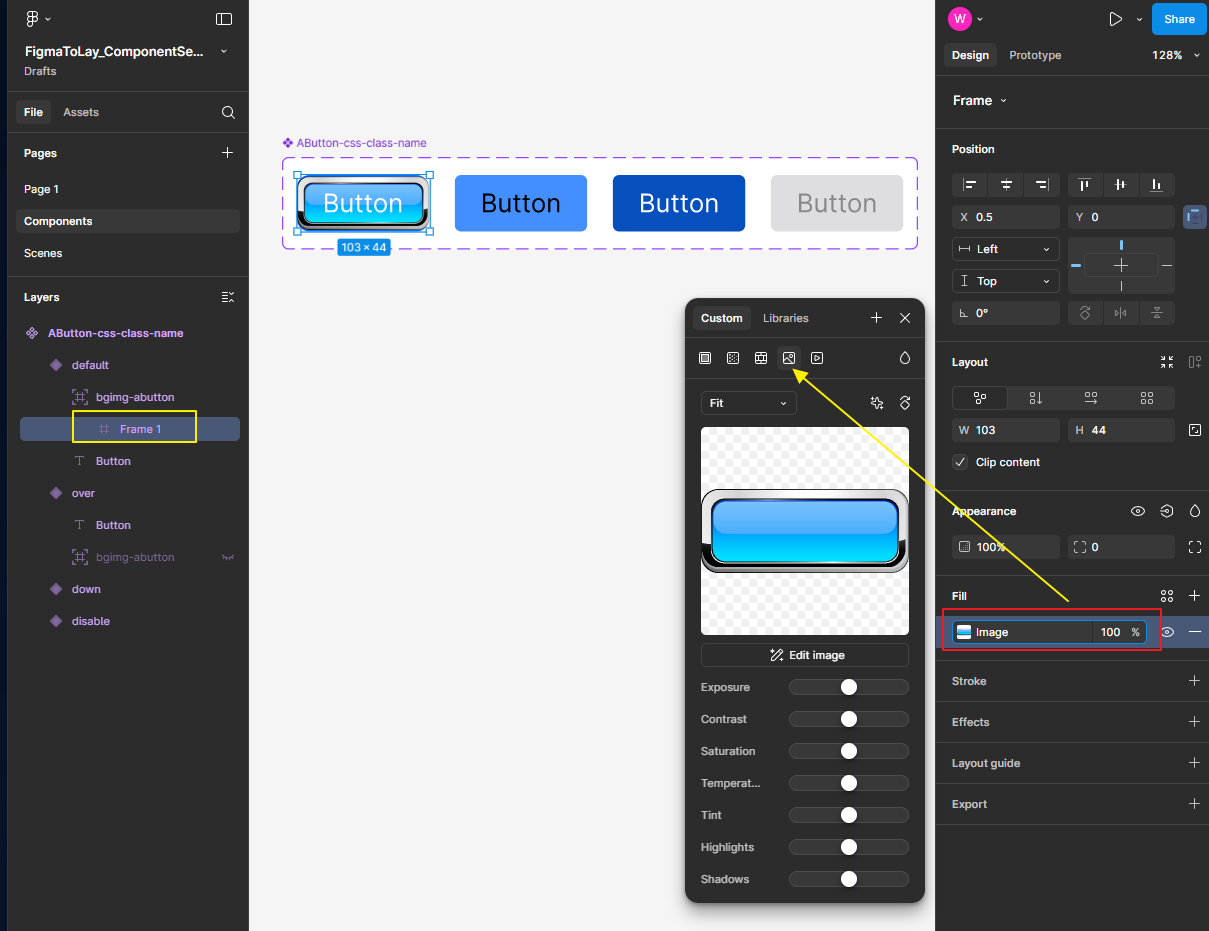 FigmaToLay_ComponentSe...
Drafts
File
Assets
Pages
Page 1
Components
Scenes
Layers
AButton-css-class-name
default
bgimg-abutton
Frame 1
Button
over
Button
bgimg-abutton
down
disable
AButton-css-class-name
Button
Button
Button
Button
103 × 44
Custom
Libraries
Fit
Edit image
Exposure
Contrast
Saturation
Temperat...
Tint
Highlights
Shadows
W
Share
Design
Prototype
128%
Frame
Position
X 0.5
Y 0
Left
Top
0°
Layout
W 103
H 44
Clip content
Appearance
100%
0
Fill
Image
100 %
Stroke
Effects
Layout guide
Export